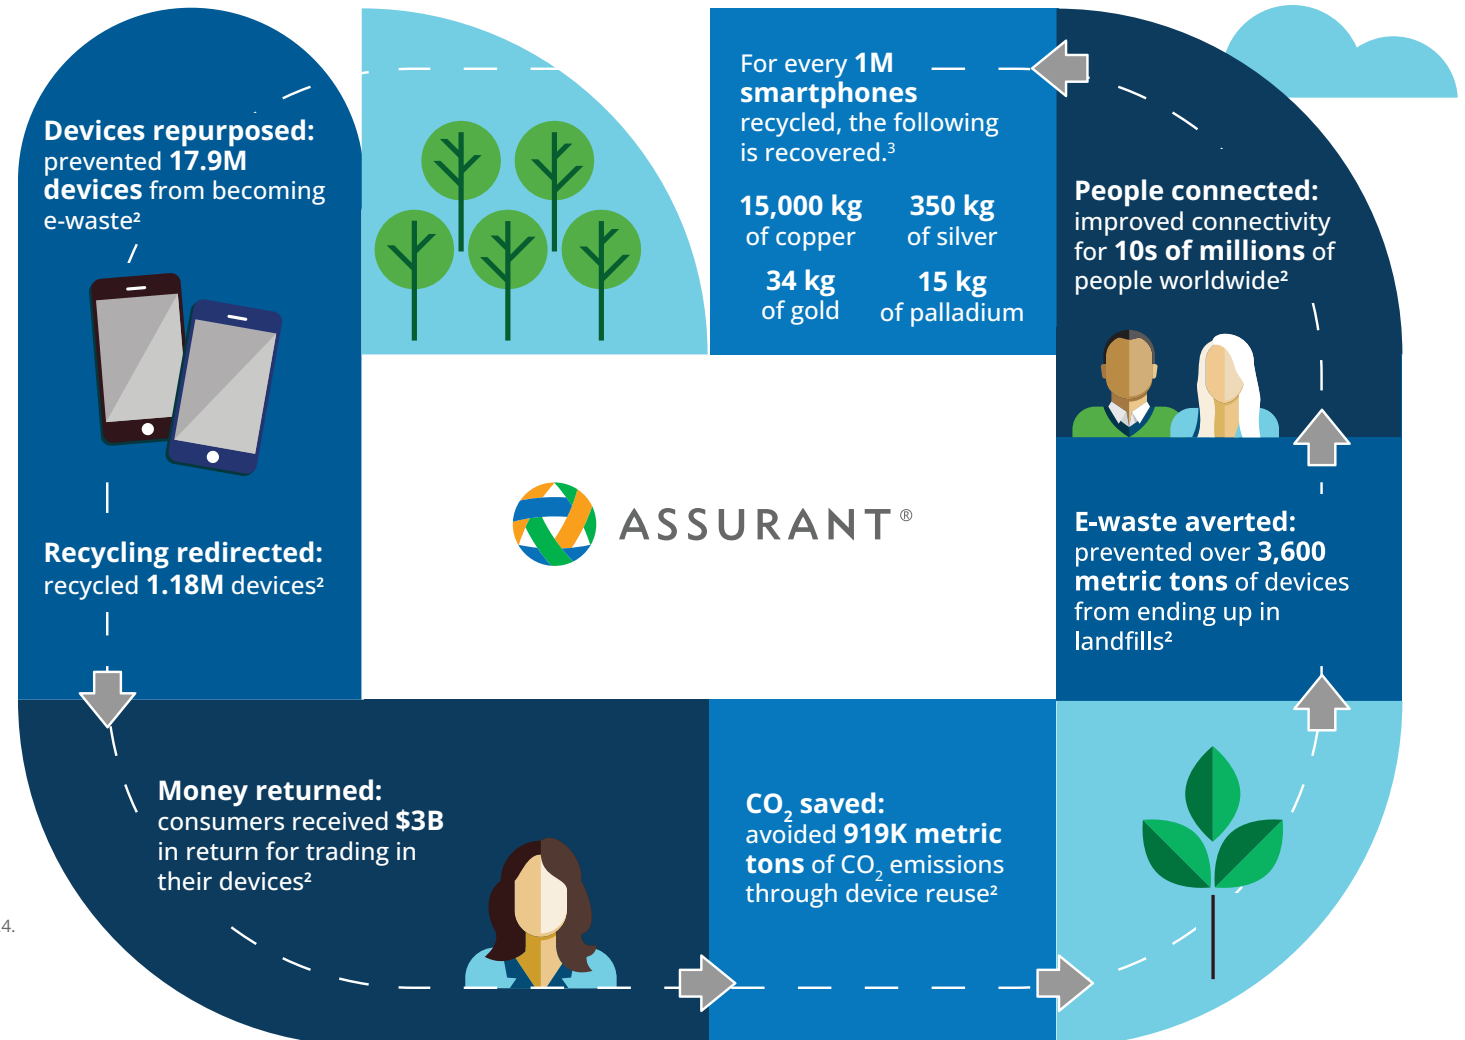 Devices repurposed:
prevented 17.9M
devices from becoming
e-waste²
Recycling redirected:
recycled 1.18M devices²
Money returned:
consumers received $3B
in return for trading in
their devices²
CO₂ saved:
avoided 919K metric
tons of CO₂ emissions
through device reuse²
E-waste averted:
prevented over 3,600
metric tons of devices
from ending up in
landfills²
People connected:
improved connectivity
for 10s of millions of
people worldwide²
For every 1M
smartphones
recycled, the following
is recovered.³
15,000 kg
of copper
350 kg
of silver
34 kg
of gold
15 kg
of palladium
ASSURANT®
4.